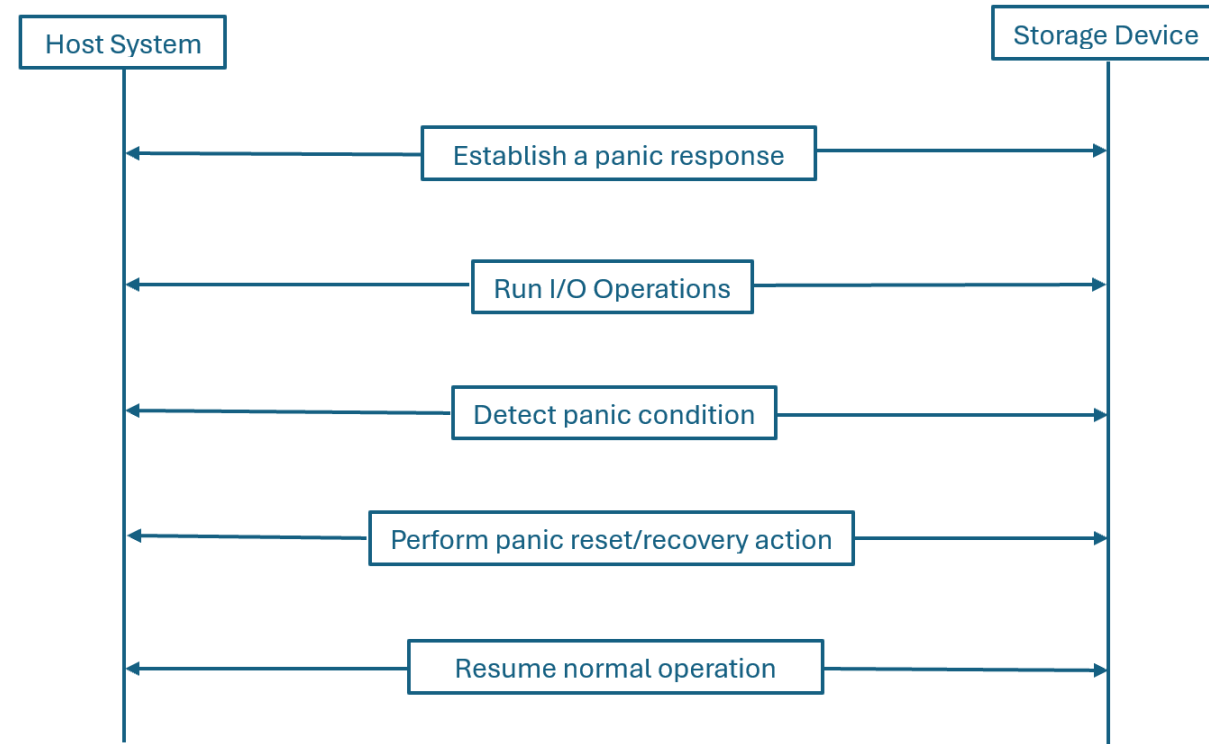 Host System
Storage Device
Establish a panic response
Run I/O Operations
Detect panic condition
Perform panic reset/recovery action
Resume normal operation